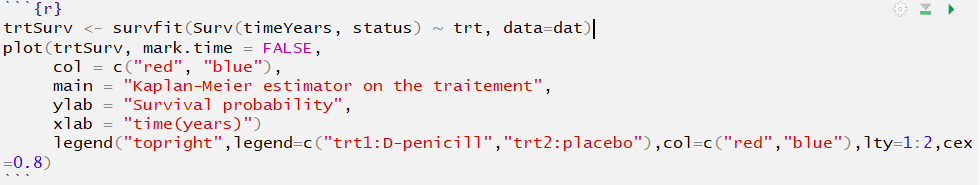 ```{r}
trtSurv <- survfit(Surv(timeYears, status) ~ trt, data=dat)
plot(trtSurv, mark.time = FALSE,
     col = c("red", "blue"),
     main = "Kaplan-Meier estimator on the traitement",
     ylab = "Survival probability",
     xlab = "time(years)")
     legend("topright",legend=c("trt1:D-penicill","trt2:placebo"),col=c("red","blue"),lty=1:2,cex
=0.8)
```